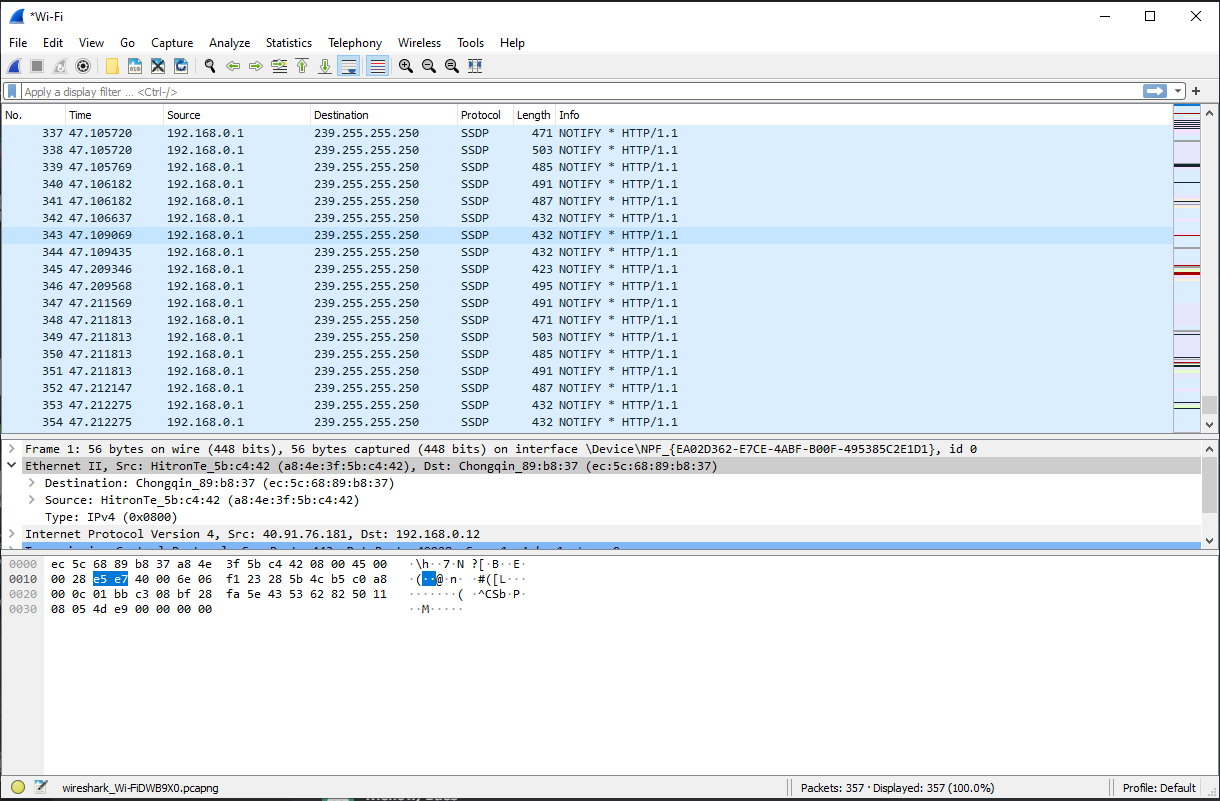 *Wi-Fi
File Edit View Go Capture Analyze Statistics Telephony Wireless Tools Help
Apply a display filter ... <Ctrl-/>
No. Time Source Destination Protocol Length Info
337 47.105720 192.168.0.1 239.255.255.250 SSDP 471 NOTIFY * HTTP/1.1
338 47.105720 192.168.0.1 239.255.255.250 SSDP 503 NOTIFY * HTTP/1.1
339 47.105769 192.168.0.1 239.255.255.250 SSDP 485 NOTIFY * HTTP/1.1
340 47.106182 192.168.0.1 239.255.255.250 SSDP 491 NOTIFY * HTTP/1.1
341 47.106182 192.168.0.1 239.255.255.250 SSDP 487 NOTIFY * HTTP/1.1
342 47.106637 192.168.0.1 239.255.255.250 SSDP 432 NOTIFY * HTTP/1.1
343 47.109069 192.168.0.1 239.255.255.250 SSDP 432 NOTIFY * HTTP/1.1
344 47.109435 192.168.0.1 239.255.255.250 SSDP 432 NOTIFY * HTTP/1.1
345 47.209346 192.168.0.1 239.255.255.250 SSDP 423 NOTIFY * HTTP/1.1
346 47.209568 192.168.0.1 239.255.255.250 SSDP 495 NOTIFY * HTTP/1.1
347 47.211569 192.168.0.1 239.255.255.250 SSDP 491 NOTIFY * HTTP/1.1
348 47.211813 192.168.0.1 239.255.255.250 SSDP 471 NOTIFY * HTTP/1.1
349 47.211813 192.168.0.1 239.255.255.250 SSDP 503 NOTIFY * HTTP/1.1
350 47.211813 192.168.0.1 239.255.255.250 SSDP 485 NOTIFY * HTTP/1.1
351 47.211813 192.168.0.1 239.255.255.250 SSDP 491 NOTIFY * HTTP/1.1
352 47.212147 192.168.0.1 239.255.255.250 SSDP 487 NOTIFY * HTTP/1.1
353 47.212275 192.168.0.1 239.255.255.250 SSDP 432 NOTIFY * HTTP/1.1
354 47.212275 192.168.0.1 239.255.255.250 SSDP 432 NOTIFY * HTTP/1.1
Frame 1: 56 bytes on wire (448 bits), 56 bytes captured (448 bits) on interface \Device\NPF_{EA02D362-E7CE-4ABF-B00F-495385C2E1D1}, id 0
Ethernet II, Src: HitronTe_5b:c4:42 (a8:4e:3f:5b:c4:42), Dst: Chongqin_89:b8:37 (ec:5c:68:89:b8:37)
Destination: Chongqin_89:b8:37 (ec:5c:68:89:b8:37)
Source: HitronTe_5b:c4:42 (a8:4e:3f:5b:c4:42)
Type: IPv4 (0x0800)
Internet Protocol Version 4, Src: 40.91.76.181, Dst: 192.168.0.12
0000 ec 5c 68 89 b8 37 a8 4e 3f 5b c4 42 08 00 45 00 ·\h··7·N ?[·B··E·
0010 00 28 e5 e7 40 00 6e 06 f1 23 28 5b 4c b5 c0 a8 ·(··@·n· ·#([L···
0020 00 0c 01 bb c3 08 bf 28 fa 5e 43 53 62 82 50 11 ·······( ·^CSb·P·
0030 08 05 4d e9 00 00 00 00 ··M·····
wireshark_Wi-FiDWB9X0.pcapng Packets: 357 · Displayed: 357 (100.0%) Profile: Default